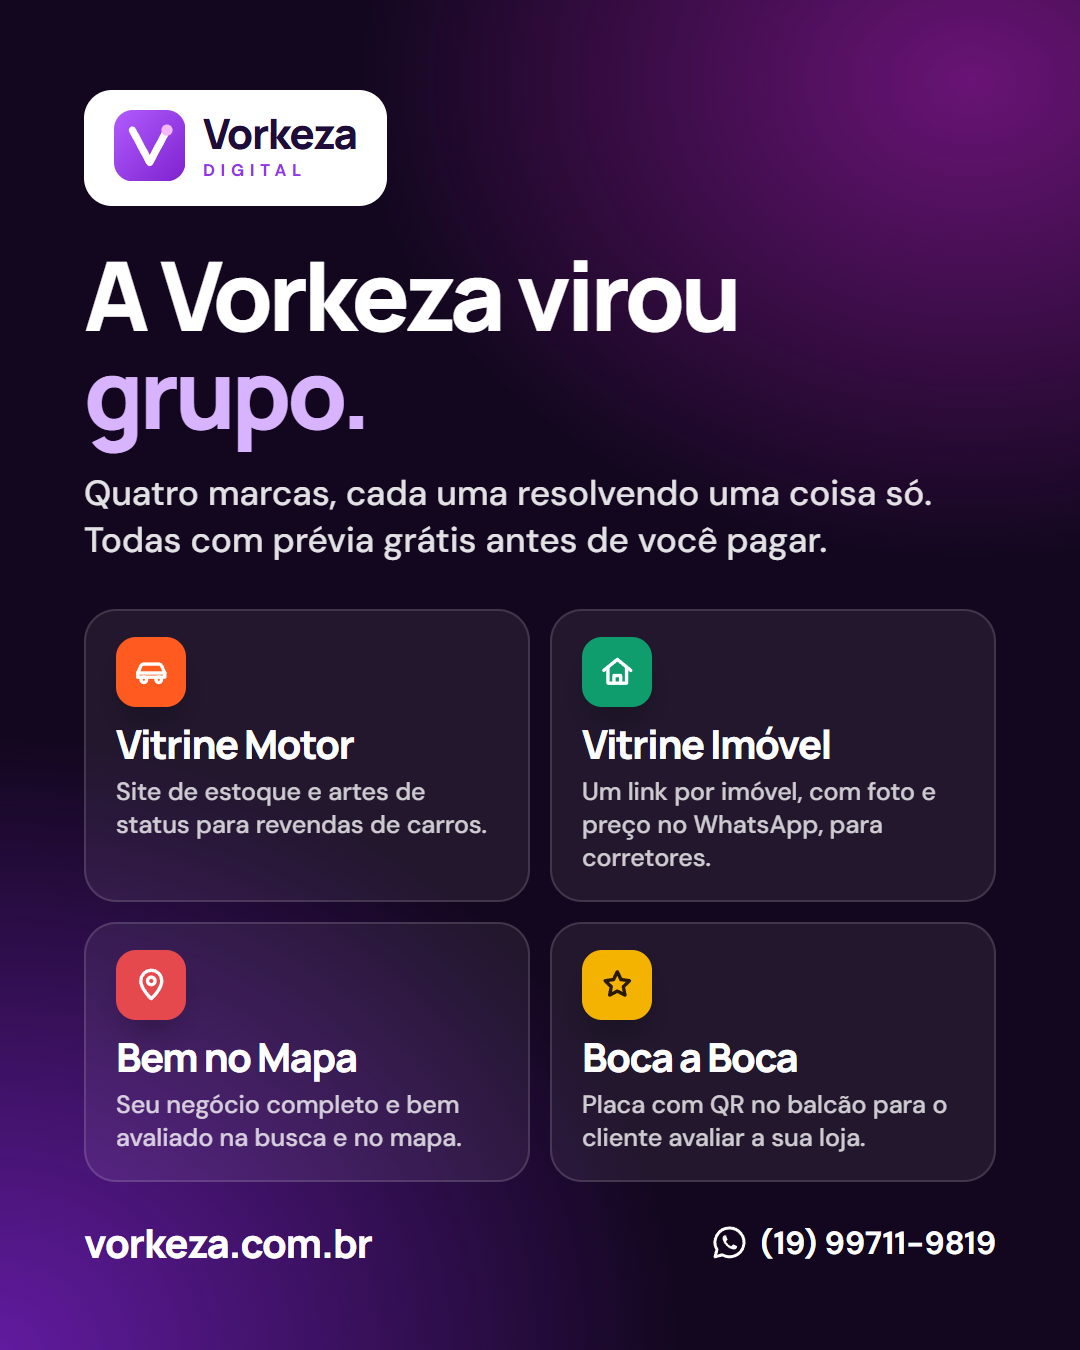 Vorkeza
DIGITAL
A Vorkeza virou
grupo.
Quatro marcas, cada uma resolvendo uma coisa só.
Todas com prévia grátis antes de você pagar.
Vitrine Motor
Site de estoque e artes de
status para revendas de carros.
Vitrine Imóvel
Um link por imóvel, com foto e
preço no WhatsApp, para
corretores.
Bem no Mapa
Seu negócio completo e bem
avaliado na busca e no mapa.
Boca a Boca
Placa com QR no balcão para o
cliente avaliar a sua loja.
vorkeza.com.br
(19) 99711-9819